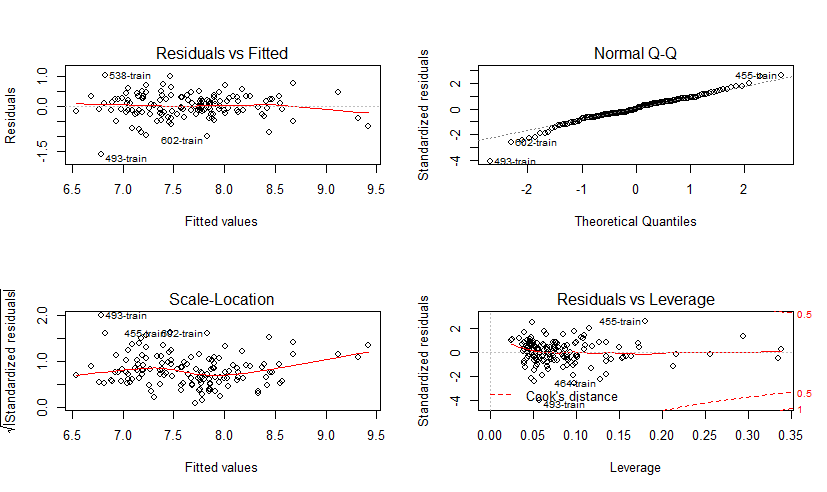 Residuals vs Fitted
Residuals
1.0
0.0
-1.5
538-train
602-train
493-train
6.5 7.0 7.5 8.0 8.5 9.0 9.5
Fitted values
Normal Q-Q
Standardized residuals
2
0
-2
-4
455-train
602-train
493-train
-2 -1 0 1 2
Theoretical Quantiles
Scale-Location
√|Standardized residuals|
2.0
1.0
0.0
493-train
455-train
602-train
6.5 7.0 7.5 8.0 8.5 9.0 9.5
Fitted values
Residuals vs Leverage
Standardized residuals
2
0
-2
-4
455-train
464-train
493-train
Cook's distance
0.5
0.5
1
0.00 0.05 0.10 0.15 0.20 0.25 0.30 0.35
Leverage